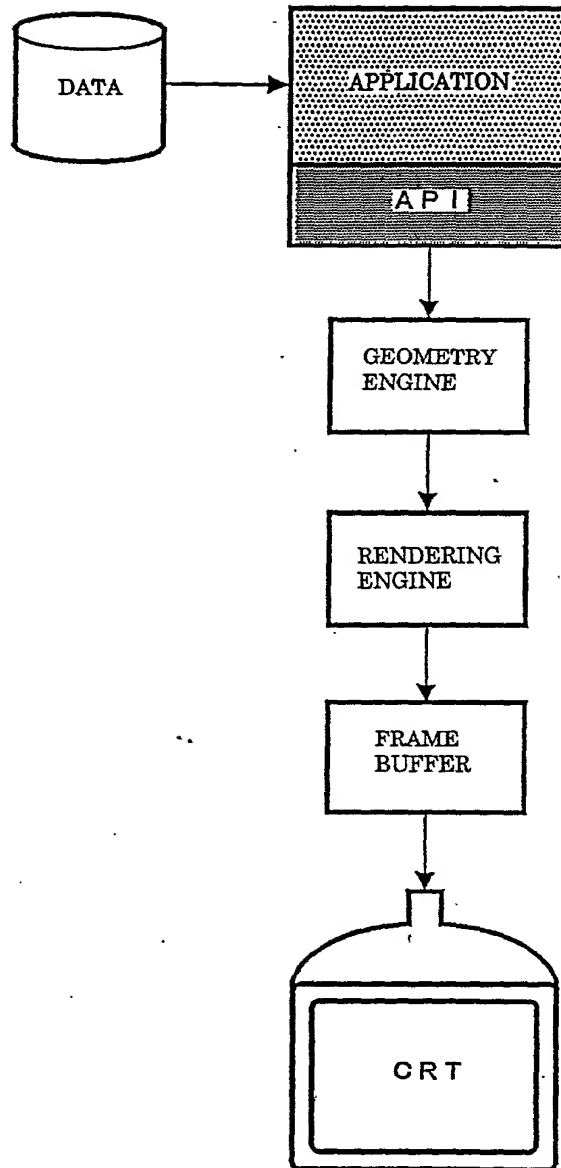 DATA
APPLICATION
API
GEOMETRY
ENGINE
RENDERING
ENGINE
FRAME
BUFFER
CRT